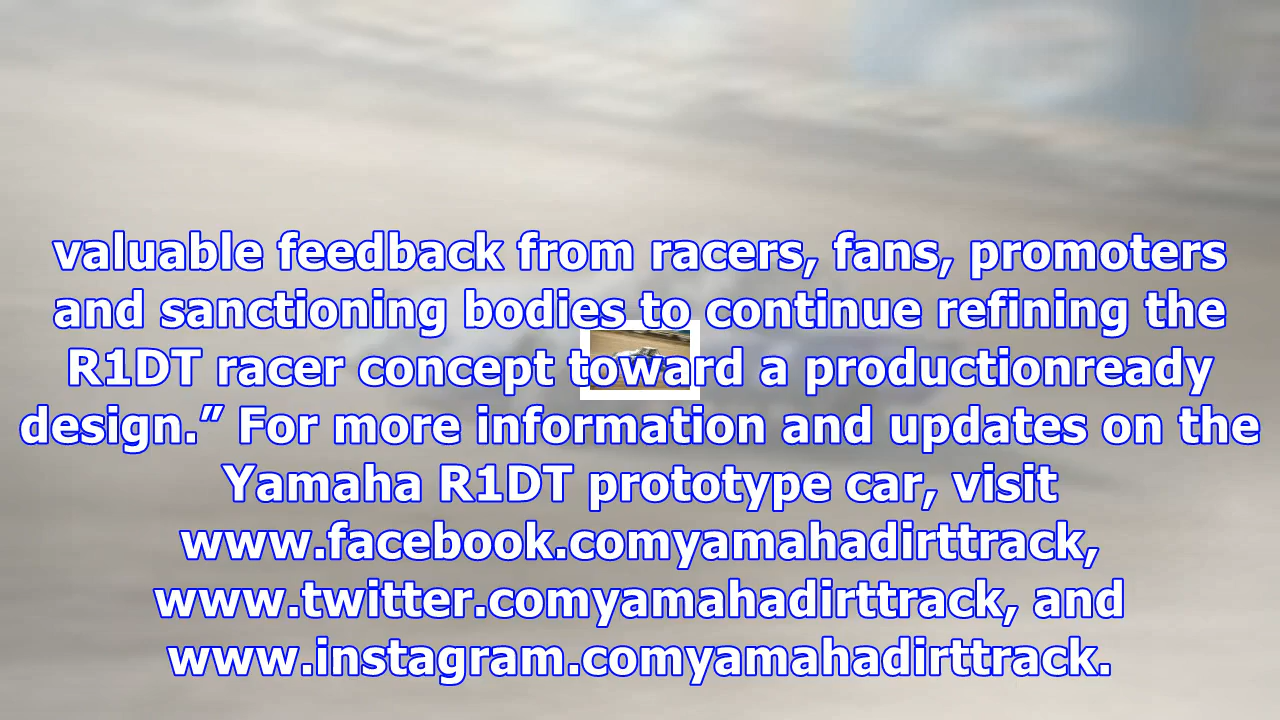 valuable feedback from racers, fans, promoters
and sanctioning bodies to continue refining the
R1DT racer concept toward a productionready
design.” For more information and updates on the
Yamaha R1DT prototype car, visit
www.facebook.comyamahadirttrack,
www.twitter.comyamahadirttrack, and
www.instagram.comyamahadirttrack.